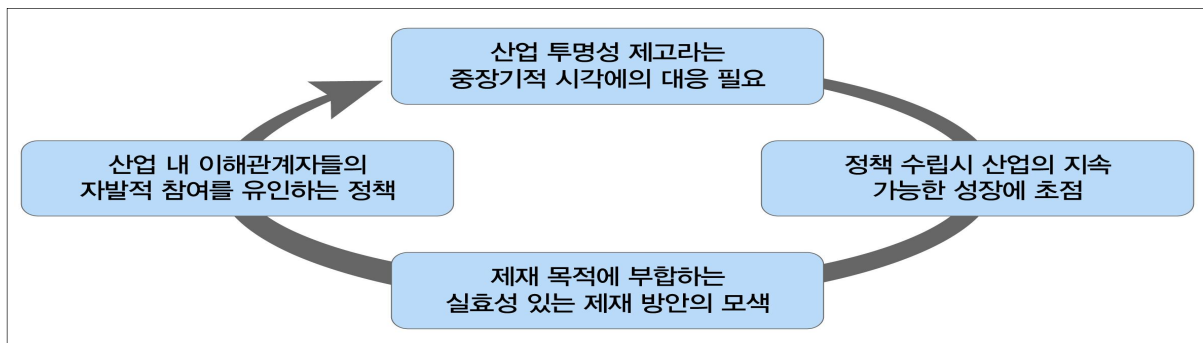 산업 투명성 제고라는
중장기적 시각에의 대응 필요
산업 내 이해관계자들의
자발적 참여를 유인하는 정책
정책 수립시 산업의 지속
가능한 성장에 초점
제재 목적에 부합하는
실효성 있는 제재 방안의 모색